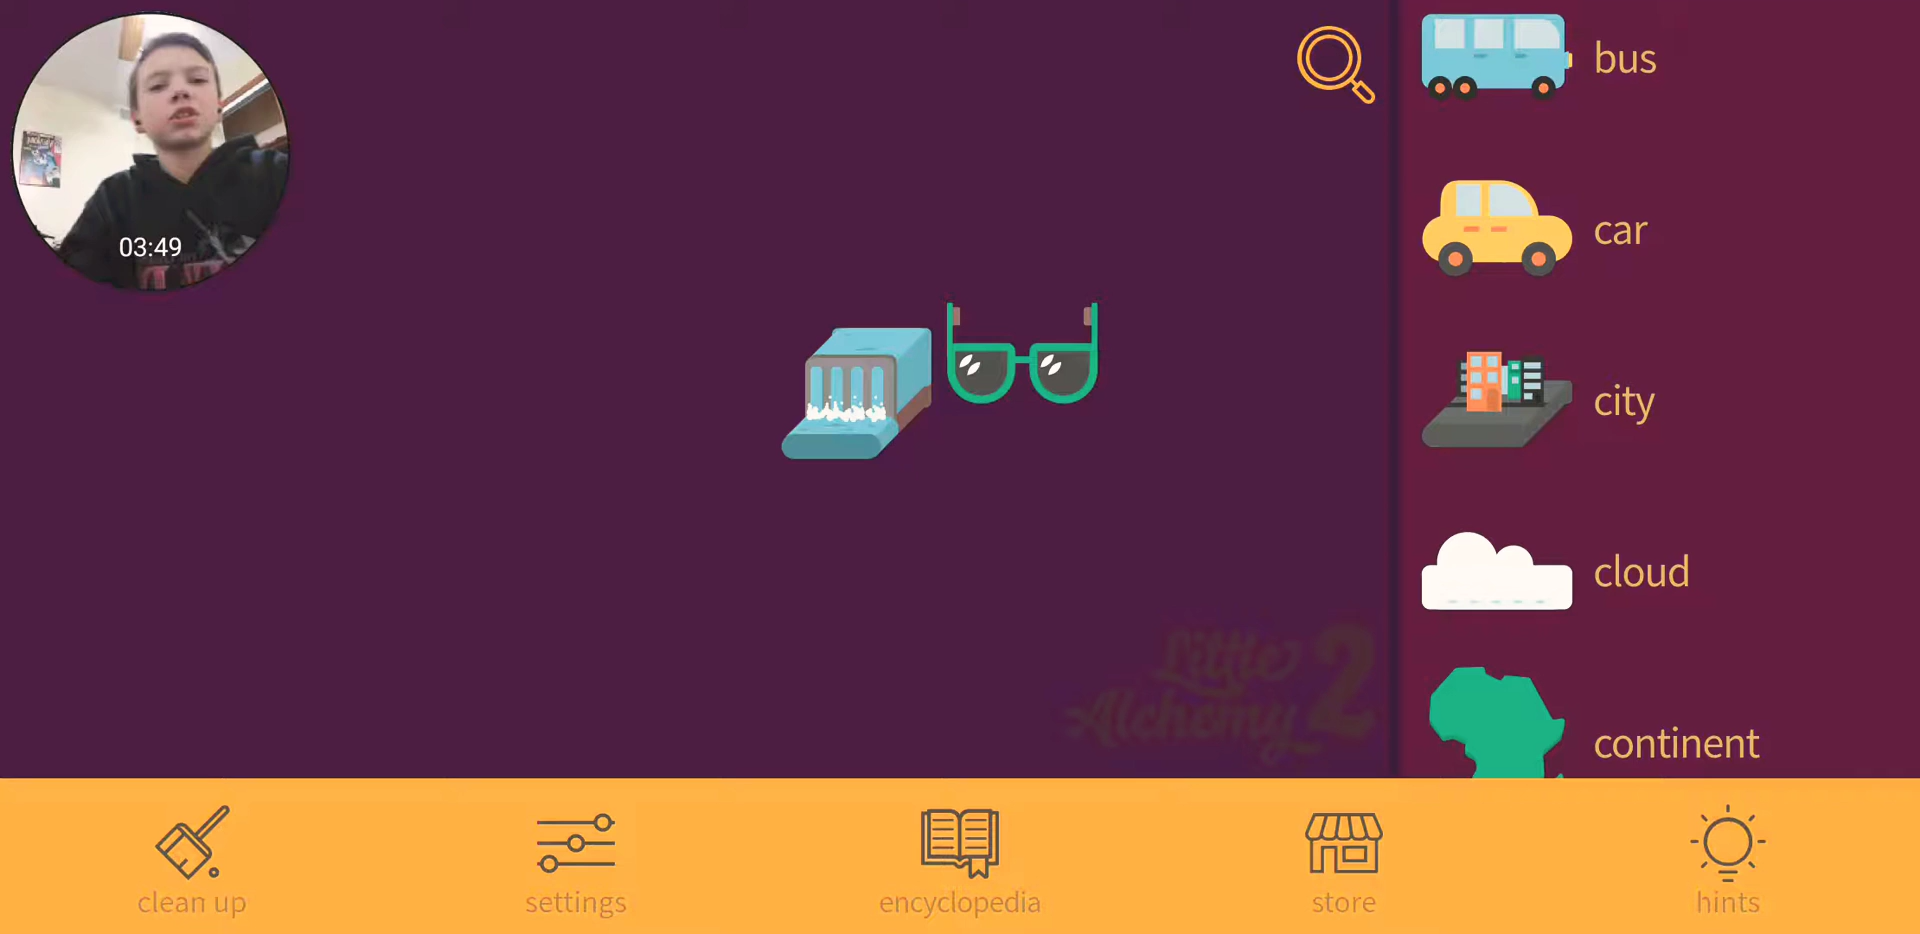 03:49
bus
car
city
cloud
continent
Little
Alchemy 2
clean up
settings
encyclopedia
store
hints